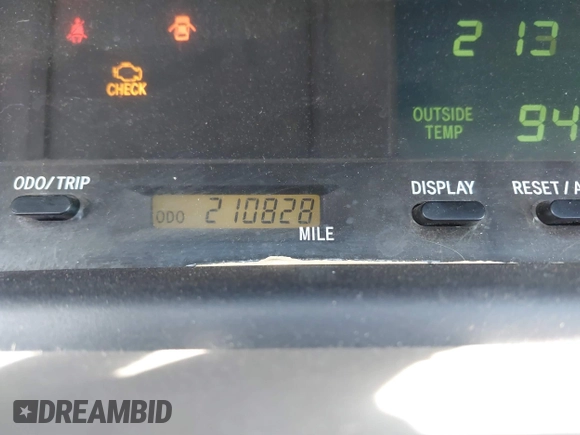 2 13
CHECK
OUTSIDE
TEMP
94
ODO/TRIP
ODO 210828
MILE
DISPLAY
RESET / A
DREAMBID